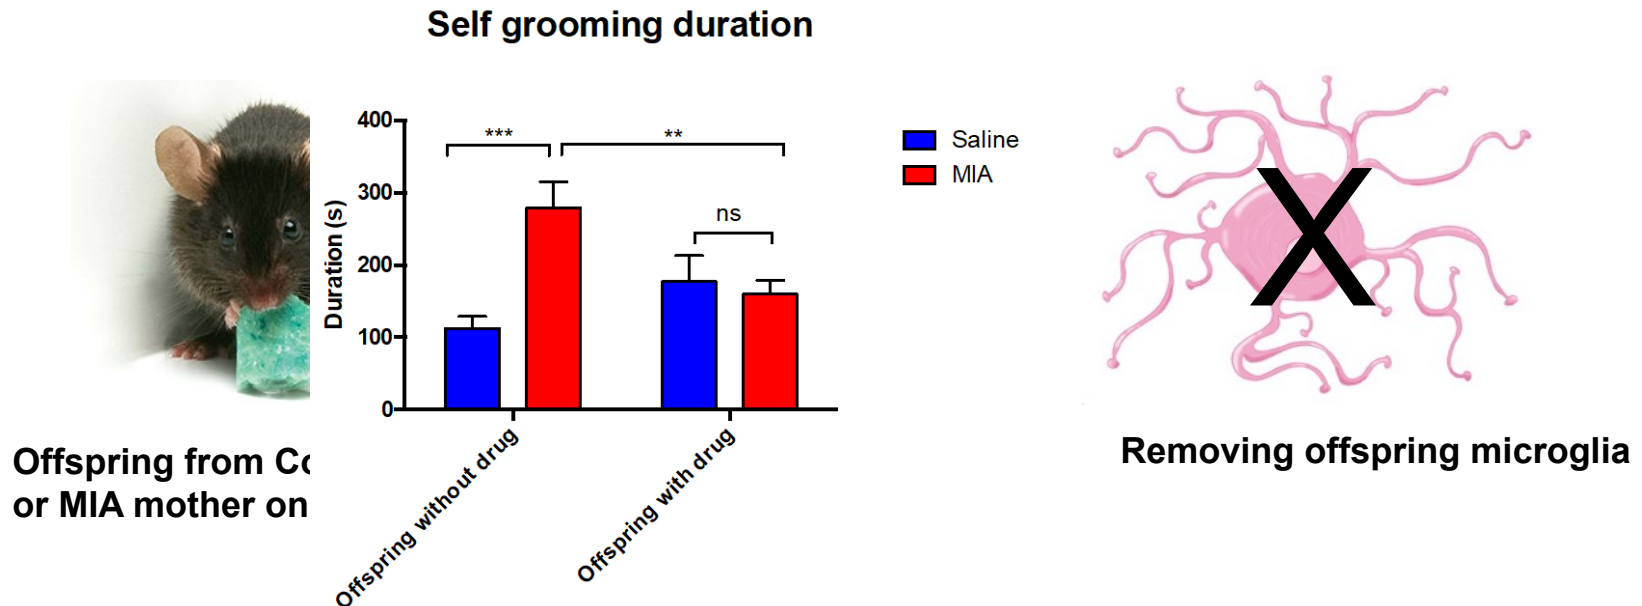 Self grooming duration
400
300
200
100
0
Duration (s)
***
**
ns
Saline
MIA
Offspring without drug
Offspring with drug
X
Offspring from
or MIA mother on
Removing offspring microglia